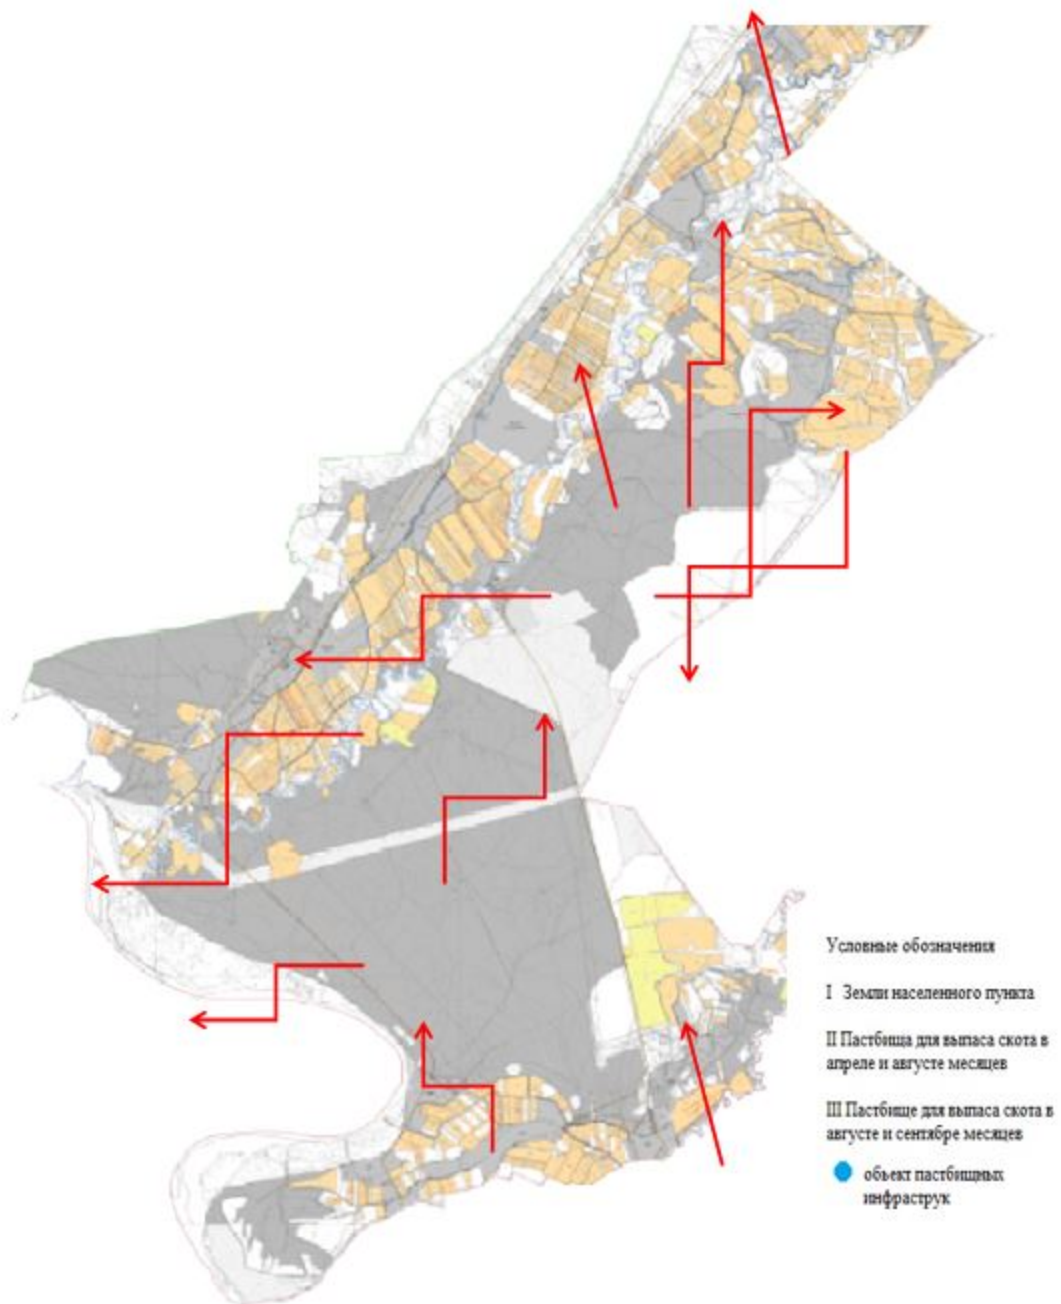 Условные обозначения
I Земли населенного пункта
II Пастбища для выпаса скота в
апреле и августе месяцев
III Пастбище для выпаса скота в
августе и сентябре месяцев
объект пастбищных
инфраструк